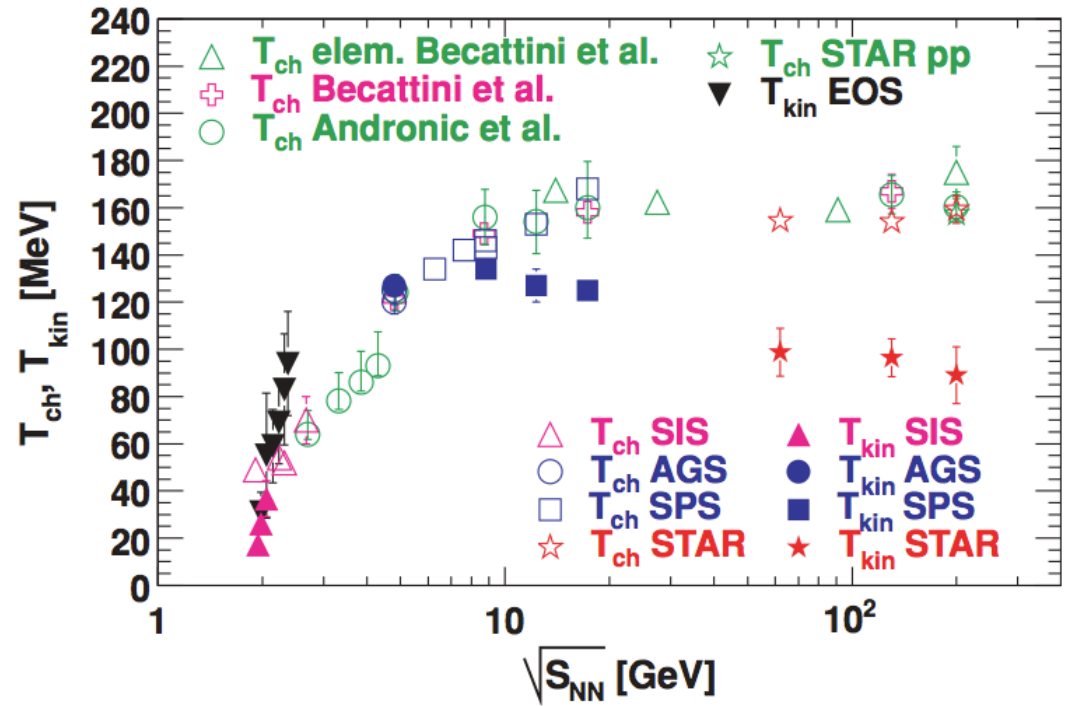 240
220
200
180
160
140
120
100
80
60
40
20
0
T_ch, T_kin [MeV]
T_ch elem. Becattini et al.
T_ch Becattini et al.
T_ch Andronic et al.
T_ch STAR pp
T_kin EOS
T_ch SIS
T_ch AGS
T_ch SPS
T_ch STAR
T_kin SIS
T_kin AGS
T_kin SPS
T_kin STAR
1
10
10²
√S_NN [GeV]